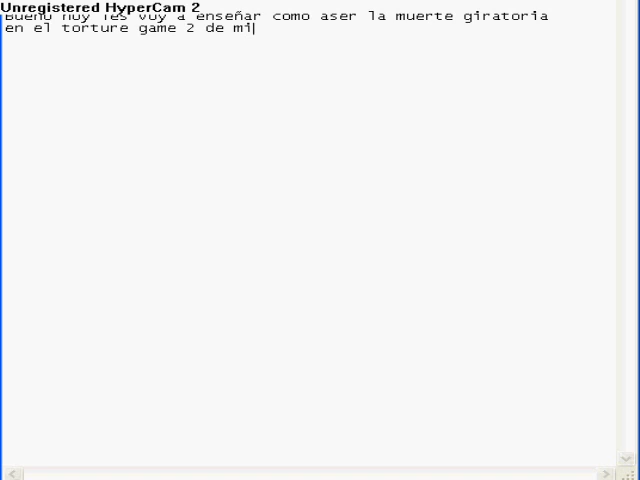 Unregistered HyperCam 2
Bueno hoy les voy a enseñar como aser la muerte giratoria
en el torture game 2 de mi